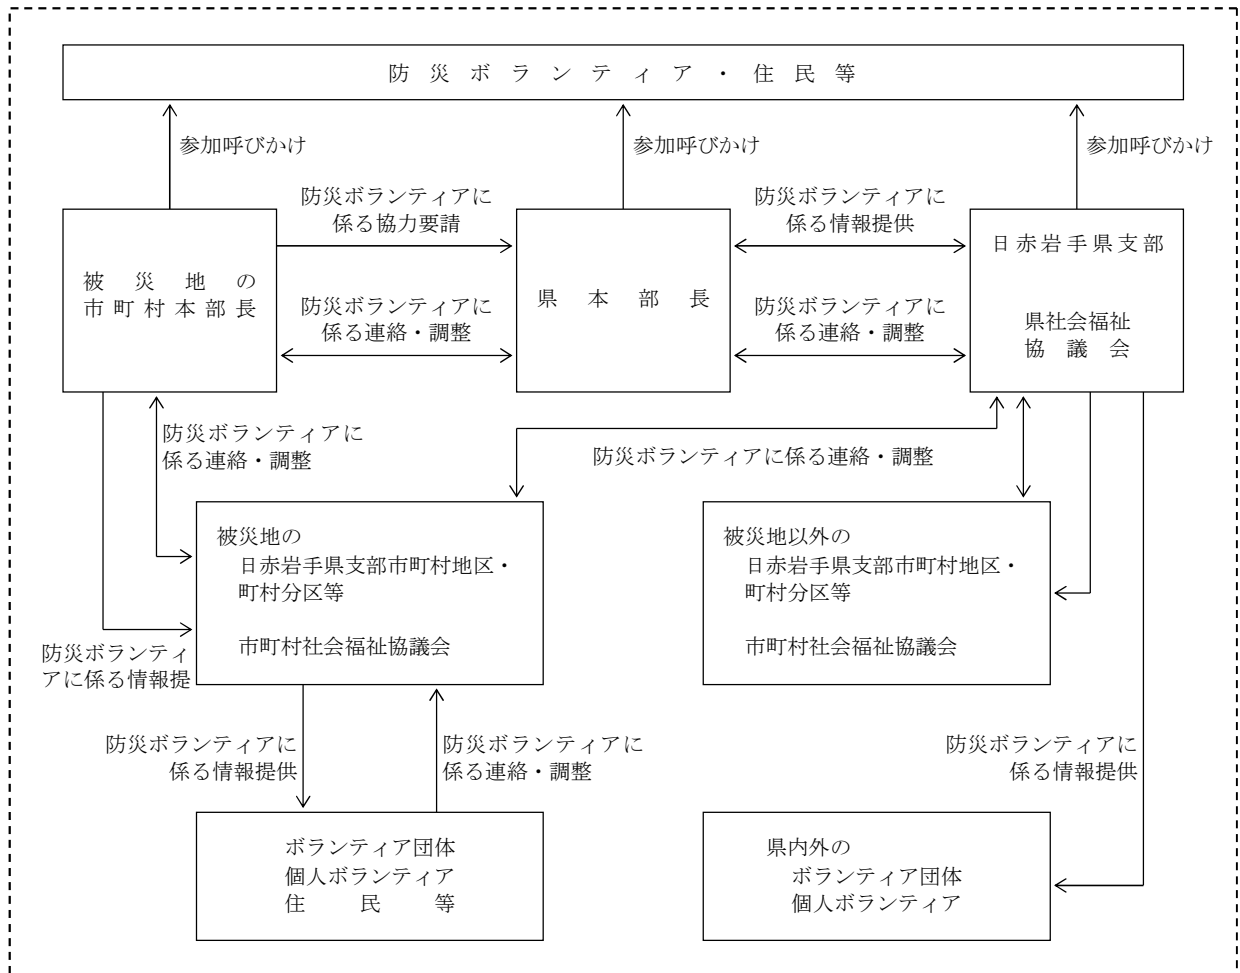 防災ボランティア・住民等
参加呼びかけ
参加呼びかけ
参加呼びかけ
防災ボランティアに
係る協力要請
防災ボランティアに
係る情報提供
被災地の
市町村本部長
防災ボランティアに
係る連絡・調整
県本部長
防災ボランティアに
係る連絡・調整
日赤岩手県支部
県社会福祉
協議会
防災ボランティアに
係る連絡・調整
防災ボランティアに係る連絡・調整
被災地の
日赤岩手県支部市町村地区・
町村分区等
市町村社会福祉協議会
被災地以外の
日赤岩手県支部市町村地区・
町村分区等
市町村社会福祉協議会
防災ボランティ
アに係る情報提
防災ボランティアに
係る情報提供
防災ボランティアに
係る連絡・調整
防災ボランティアに
係る情報提供
ボランティア団体
個人ボランティア
住民等
県内外の
ボランティア団体
個人ボランティア